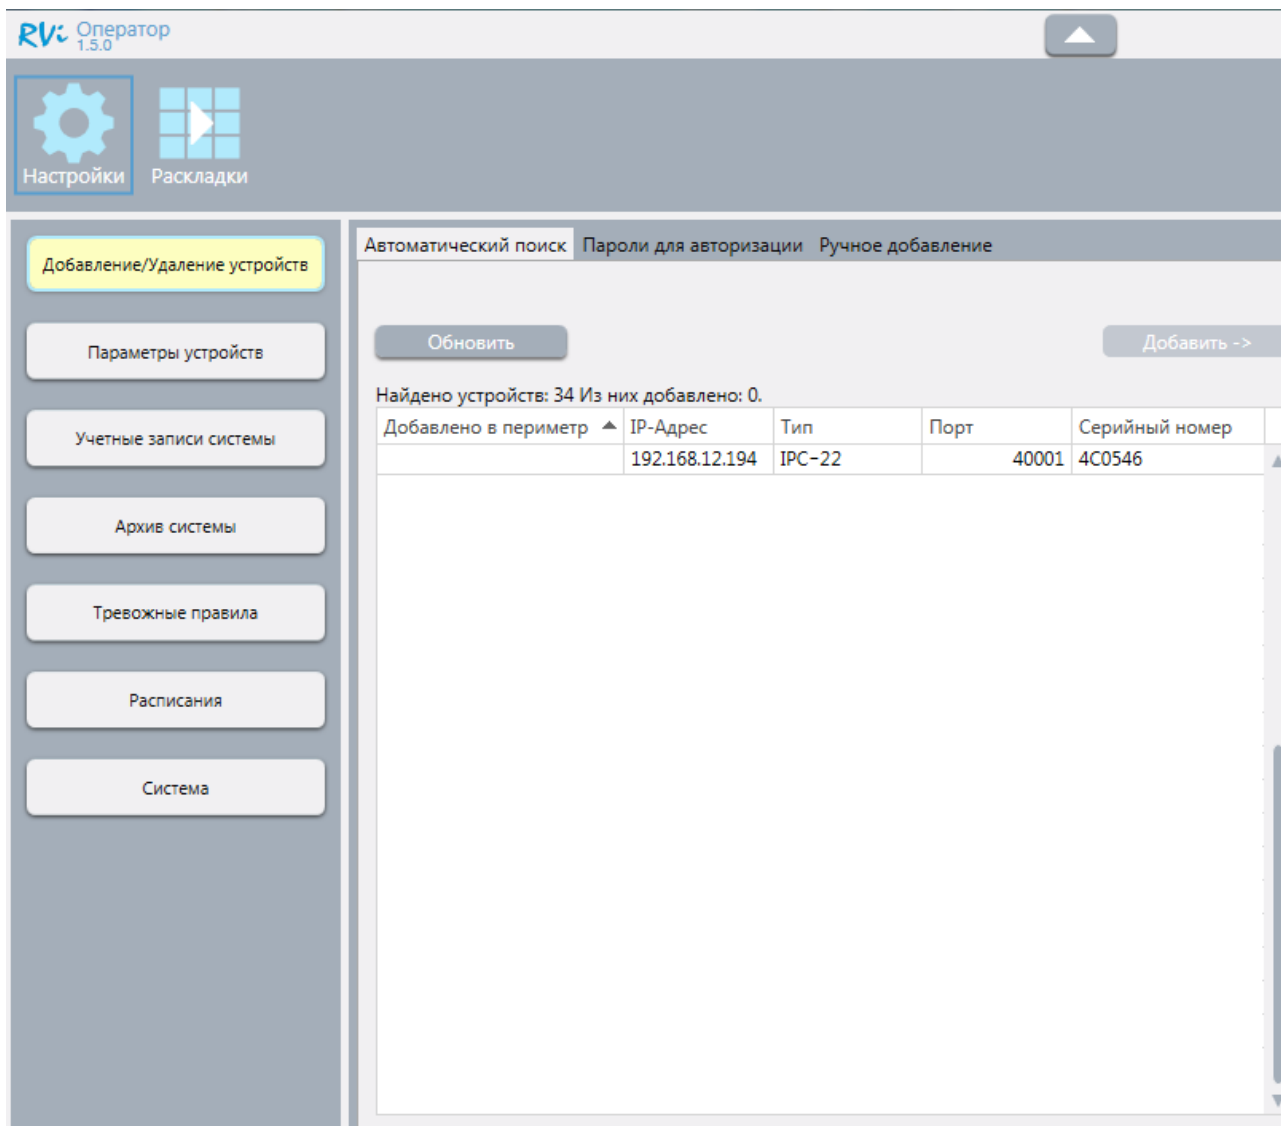 RVi Оператор
1.5.0
Настройки Раскладки
Добавление/Удаление устройств
Параметры устройств
Учетные записи системы
Архив системы
Тревожные правила
Расписания
Система
Автоматический поиск Пароли для авторизации Ручное добавление
Обновить Добавить ->
Найдено устройств: 34 Из них добавлено: 0.
Добавлено в периметр IP-Адрес Тип Порт Серийный номер
192.168.12.194 IPC-22 40001 4C0546